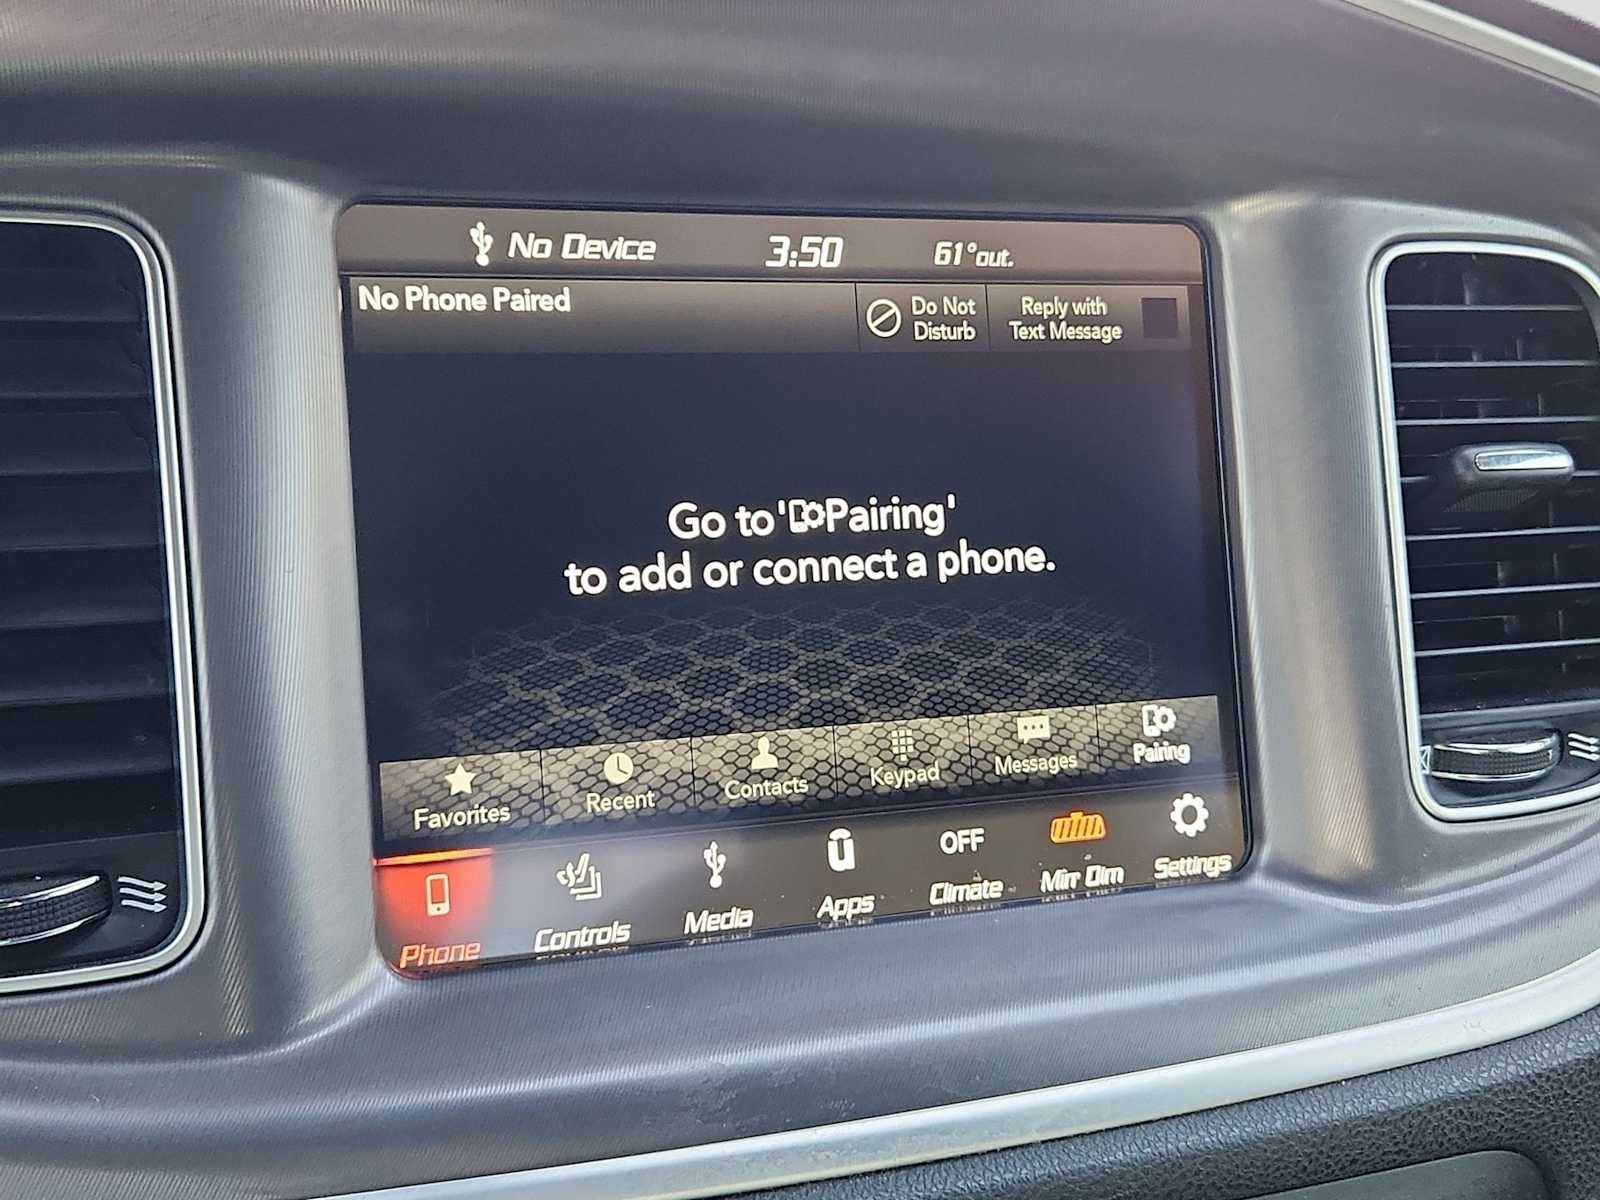 No Device 3:50 61°out.
No Phone Paired
Do Not
Disturb
Reply with
Text Message
Go to 'Pairing'
to add or connect a phone.
Favorites Recent Contacts Keypad Messages Pairing
OFF
Phone Controls Media Apps Climate Mirr Dim Settings